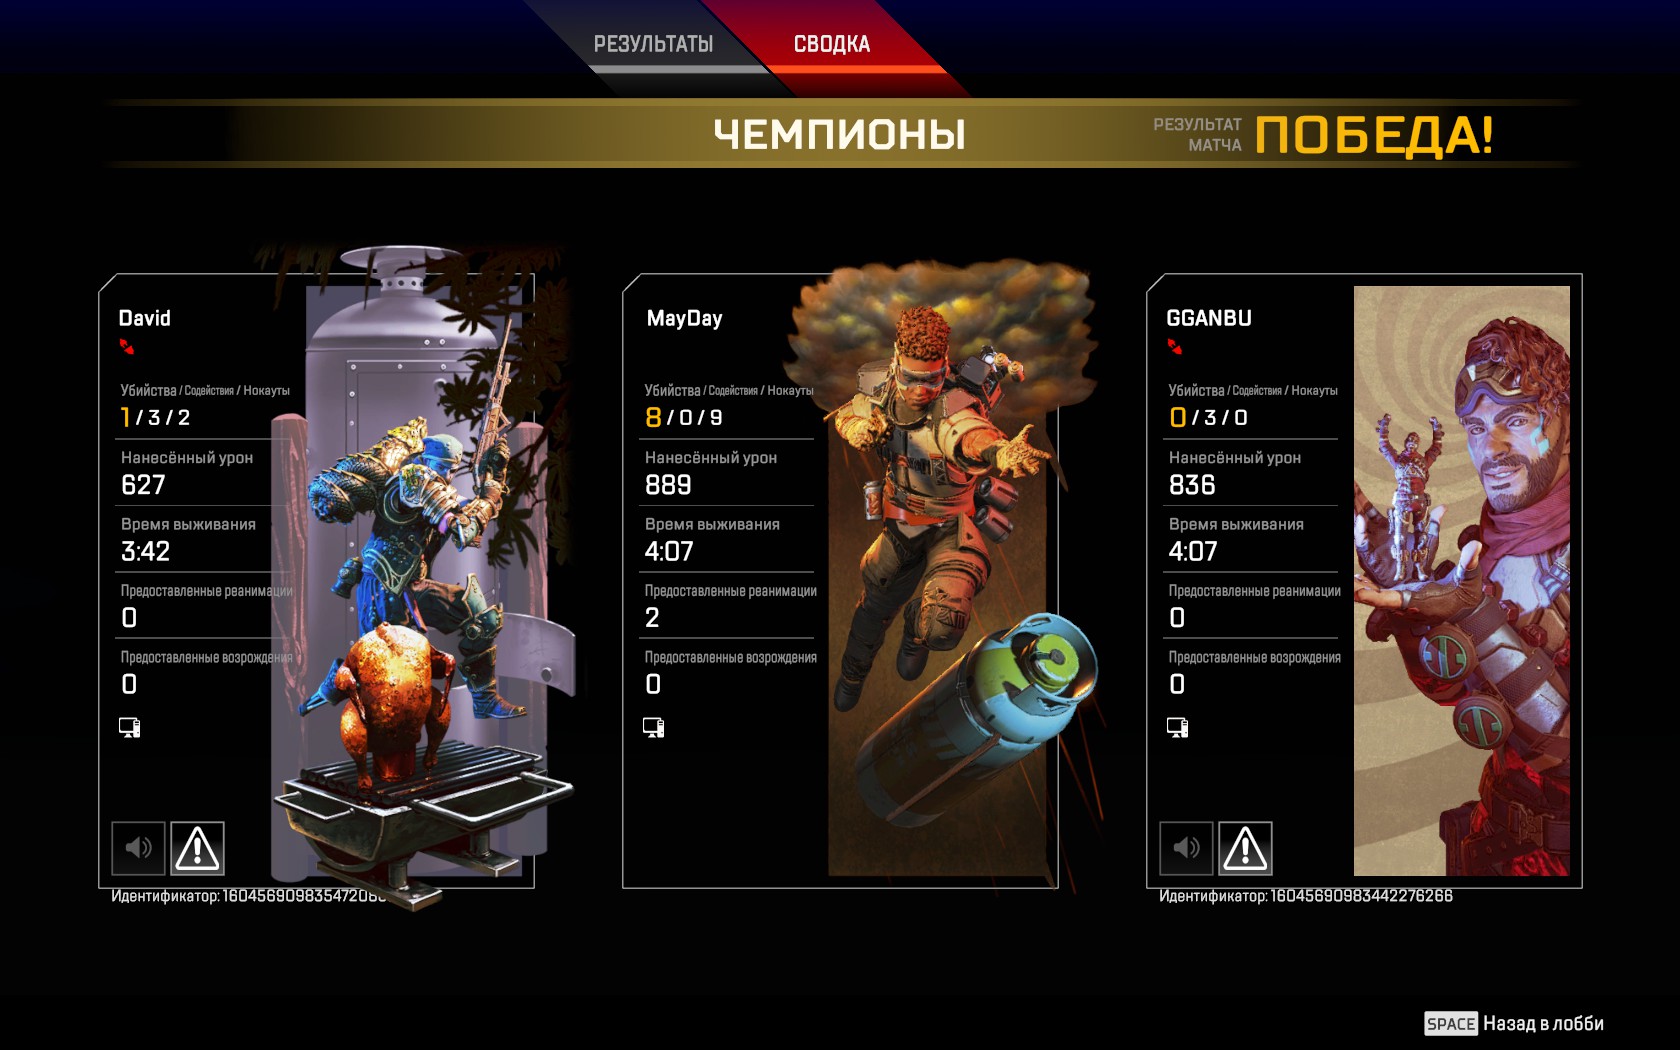 РЕЗУЛЬТАТЫ
СВОДКА
ЧЕМПИОНЫ
РЕЗУЛЬТАТ МАТЧА
ПОБЕДА!
David
Убийства / Содействия / Нокауты
1 / 3 / 2
Нанесённый урон
627
Время выживания
3:42
Предоставленные реанимации
0
Предоставленные возрождения
0
Идентификатор:
MayDay
Убийства / Содействия / Нокауты
8 / 0 / 9
Нанесённый урон
889
Время выживания
4:07
Предоставленные реанимации
2
Предоставленные возрождения
0
GGANBU
Убийства / Содействия / Нокауты
0 / 3 / 0
Нанесённый урон
836
Время выживания
4:07
Предоставленные реанимации
0
Предоставленные возрождения
0
Идентификатор: 16045690983442276266
SPACE Назад в лобби